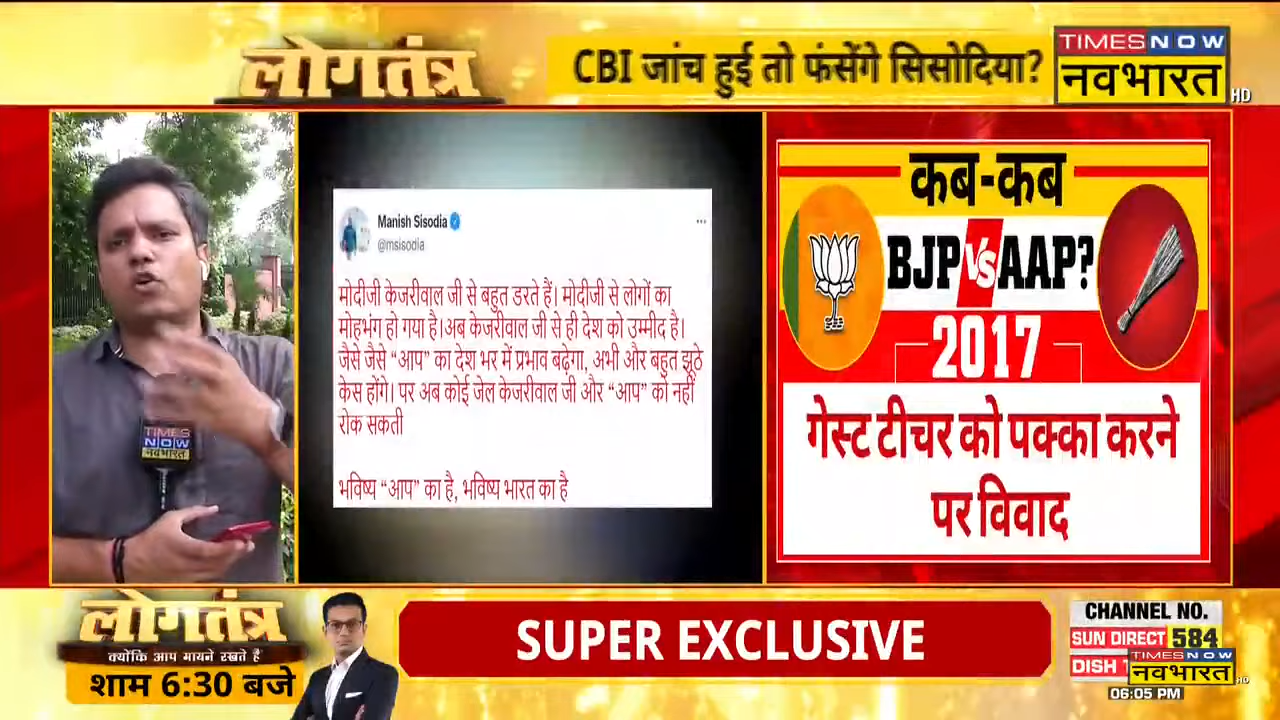 लोगतंत्र
CBI जांच हुई तो फंसेंगे सिसोदिया?
TIMES NOW
नवभारत
HD
Manish Sisodia
@msisodia
मोदीजी केजरीवाल जी से बहुत डरते हैं। मोदीजी से लोगों का
मोहभंग हो गया है।अब केजरीवाल जी से ही देश को उम्मीद है।
जैसे जैसे “आप” का देश भर में प्रभाव बढ़ेगा, अभी और बहुत झूठे
केस होंगे। पर अब कोई जेल केजरीवाल जी और “आप” को नहीं
रोक सकती
भविष्य “आप” का है, भविष्य भारत का है
कब-कब
BJP VS AAP?
2017
गेस्ट टीचर को पक्का करने
पर विवाद
TIMES
NOW
नवभारत
लोगतंत्र
क्योंकि आप मायने रखते हैं
शाम 6:30 बजे
SUPER EXCLUSIVE
CHANNEL NO.
SUN DIRECT 584
DISH
TIMES NOW
नवभारत
HD
06:05 PM